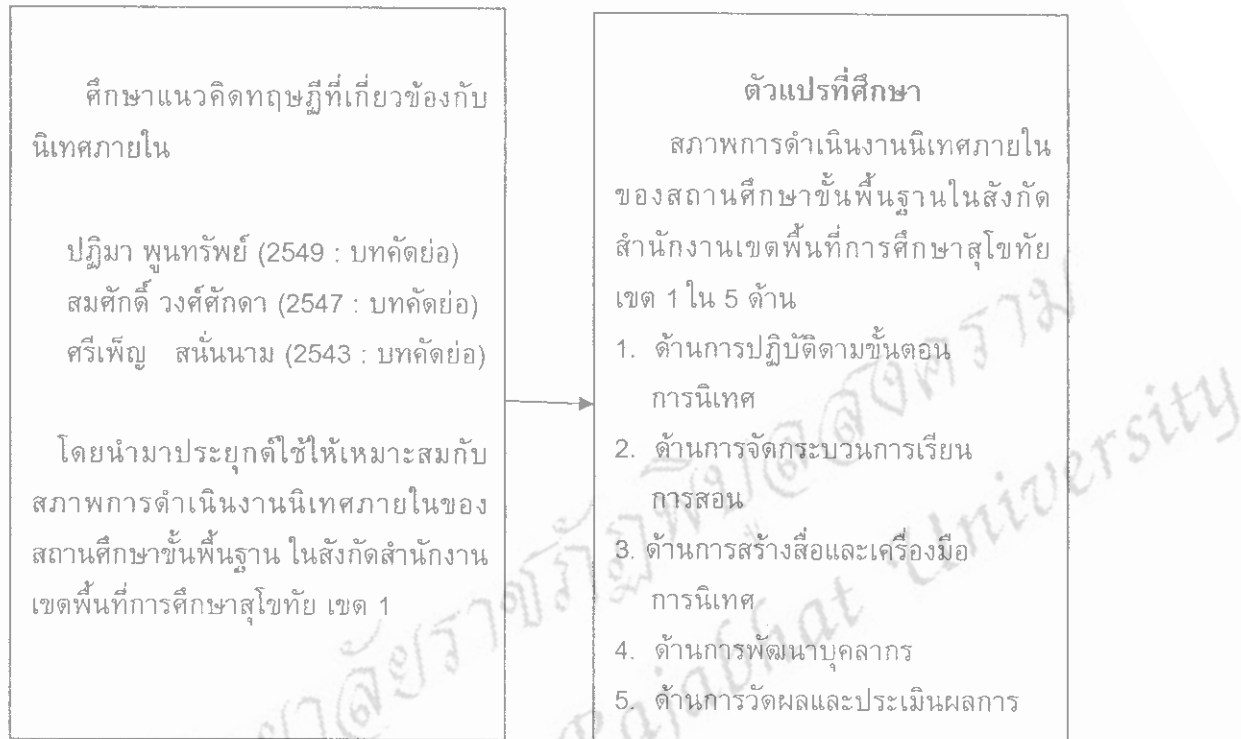 ศึกษาแนวคิดทฤษฎีที่เกี่ยวข้องกับ
นิเทศภายใน
ปฏิมา พูนทรัพย์ (2549 : บทคัดย่อ)
สมศักดิ์ วงศ์ศักดา (2547 : บทคัดย่อ)
ศรีเพ็ญ สนั่นนาม (2543 : บทคัดย่อ)
โดยนำมาประยุกต์ใช้ให้เหมาะสมกับ
สภาพการดำเนินงานนิเทศภายในของ
สถานศึกษาขั้นพื้นฐาน ในสังกัดสำนักงาน
เขตพื้นที่การศึกษาสุโขทัย เขต 1
ตัวแปรที่ศึกษา
สภาพการดำเนินงานนิเทศภายใน
ของสถานศึกษาขั้นพื้นฐานในสังกัด
สำนักงานเขตพื้นที่การศึกษาสุโขทัย
เขต 1 ใน 5 ด้าน
1. ด้านการปฏิบัติตามขั้นตอน
การนิเทศ
2. ด้านการจัดกระบวนการเรียน
การสอน
3. ด้านการสร้างสื่อและเครื่องมือ
การนิเทศ
4. ด้านการพัฒนาบุคลากร
5. ด้านการวัดผลและประเมินผลการ
ยาลัยราชภัฏพิบูลสงคราม
Rajabhat University